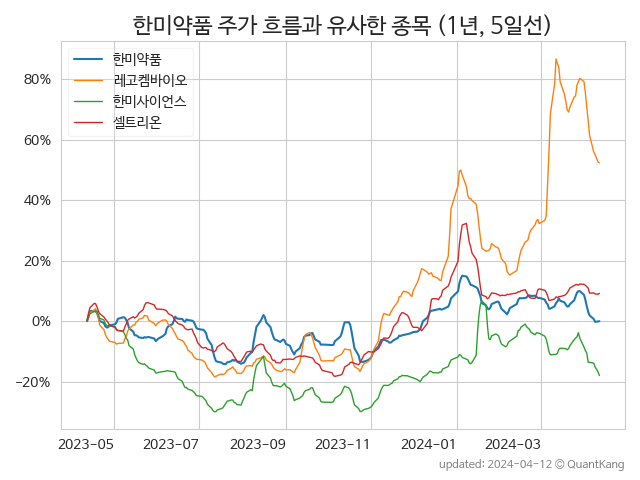 한미약품 주가 흐름과 유사한 종목 (1년, 5일선)
한미약품
레고켐바이오
한미사이언스
셀트리온
80%
60%
40%
20%
0%
−20%
2023-05
2023-07
2023-09
2023-11
2024-01
2024-03
updated: 2024-04-12 © QuantKang